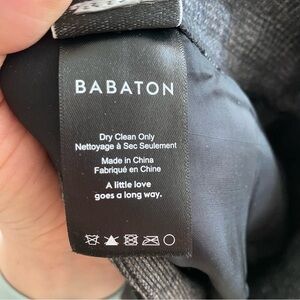 BABATON
Dry Clean Only
Nettoyage à Sec Seulement
Made in China
Fabriqué en Chine
A little love
goes a long way.